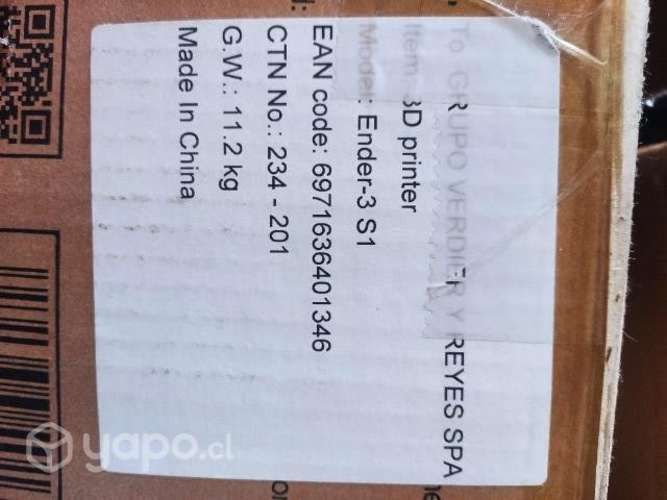 To GRUPO VERDIER Y REYES SPA
Item: 3D printer
Model: Ender-3 S1
EAN code: 6971636401346
CTN No.: 234 - 201
G.W.: 11.2 kg
Made In China
yapo.cl